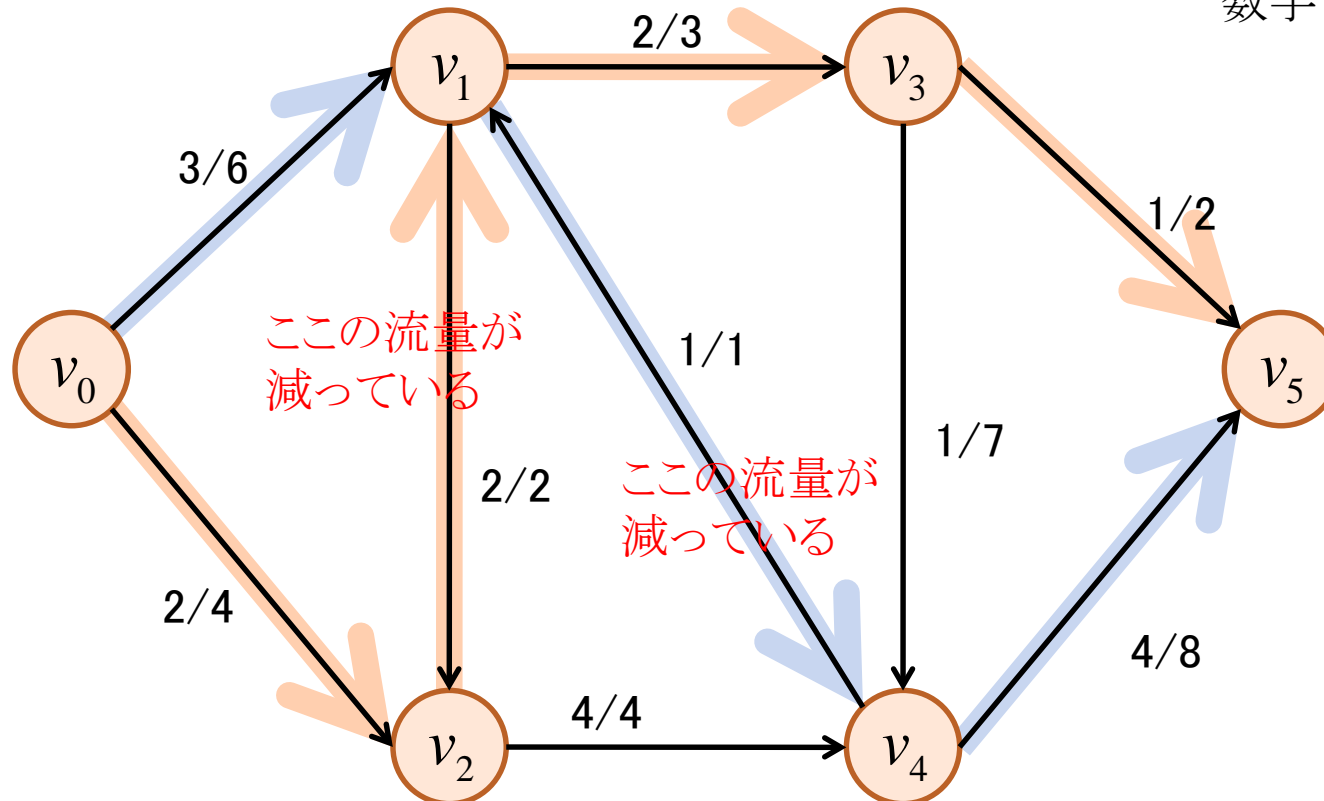 数字
2/3
v1
v3
3/6
1/2
ここの流量が
減っている
1/1
v0
v5
1/7
2/2
ここの流量が
減っている
2/4
4/8
4/4
v2
v4